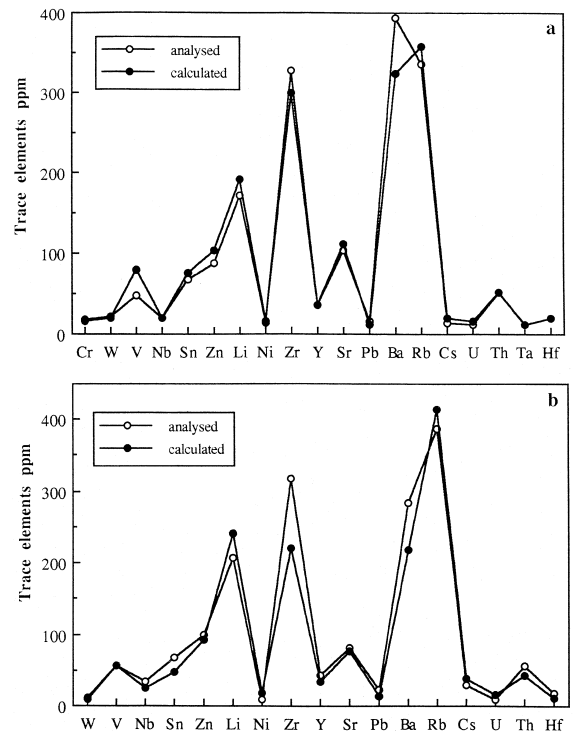 400
a
analysed
calculated
300
200
100
0
Trace elements ppm
Cr W V Nb Sn Zn Li Ni Zr Y Sr Pb Ba Rb Cs U Th Ta Hf
b
400
analysed
calculated
300
200
100
0
Trace elements ppm
W V Nb Sn Zn Li Ni Zr Y Sr Pb Ba Rb Cs U Th Hf